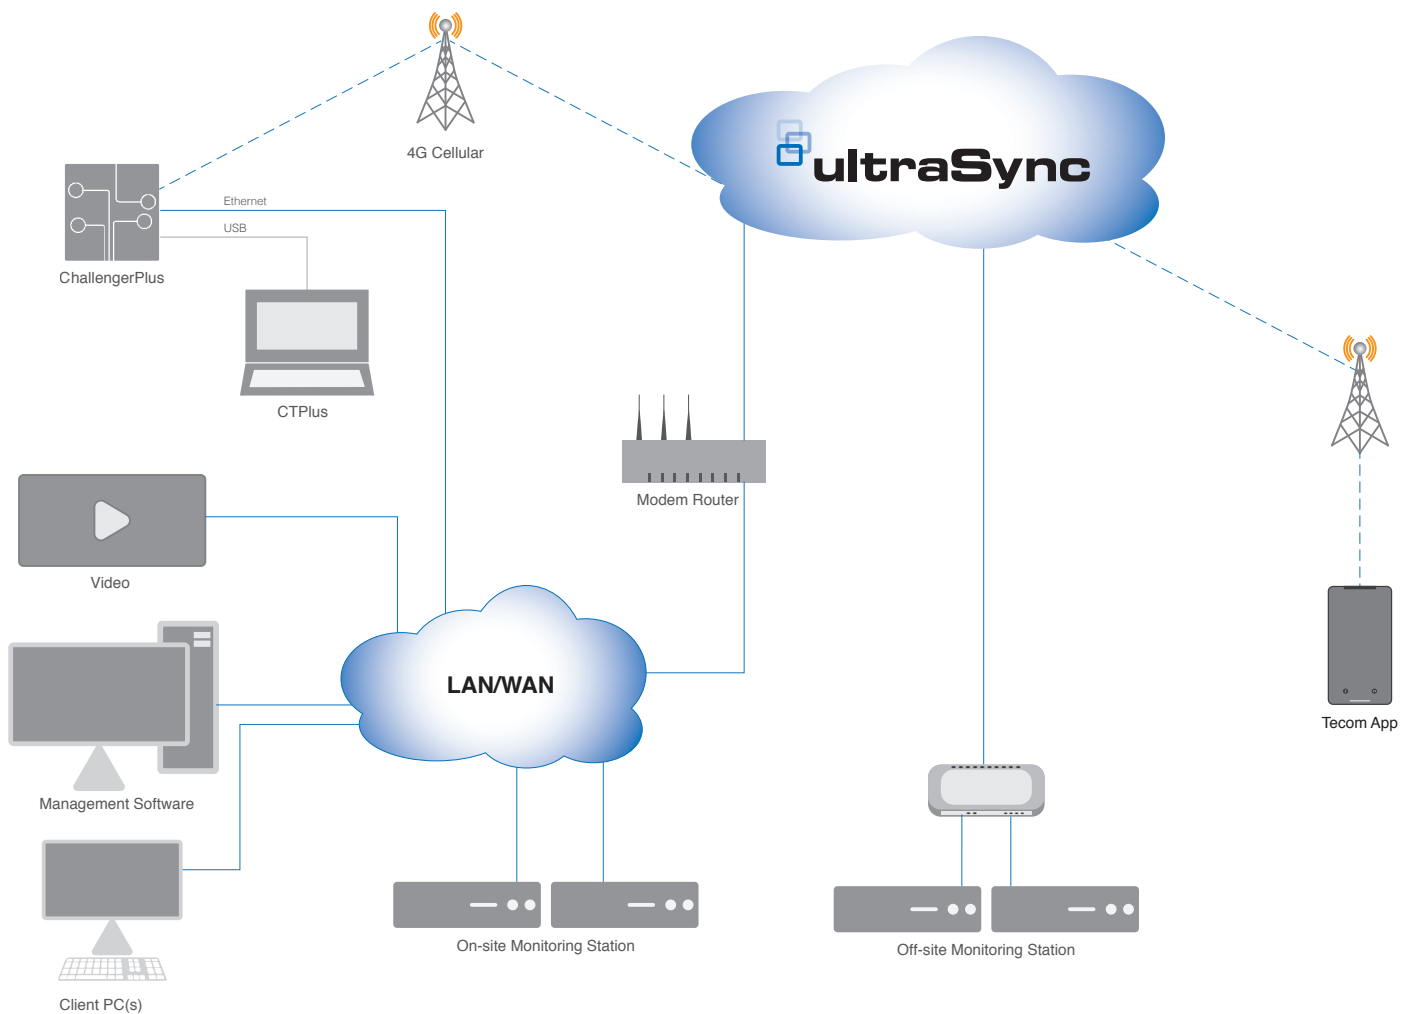 4G Cellular
ultraSync
Ethernet
USB
ChallengerPlus
CTPlus
Modem Router
Video
LAN/WAN
Tecom App
Management Software
On-site Monitoring Station
Off-site Monitoring Station
Client PC(s)